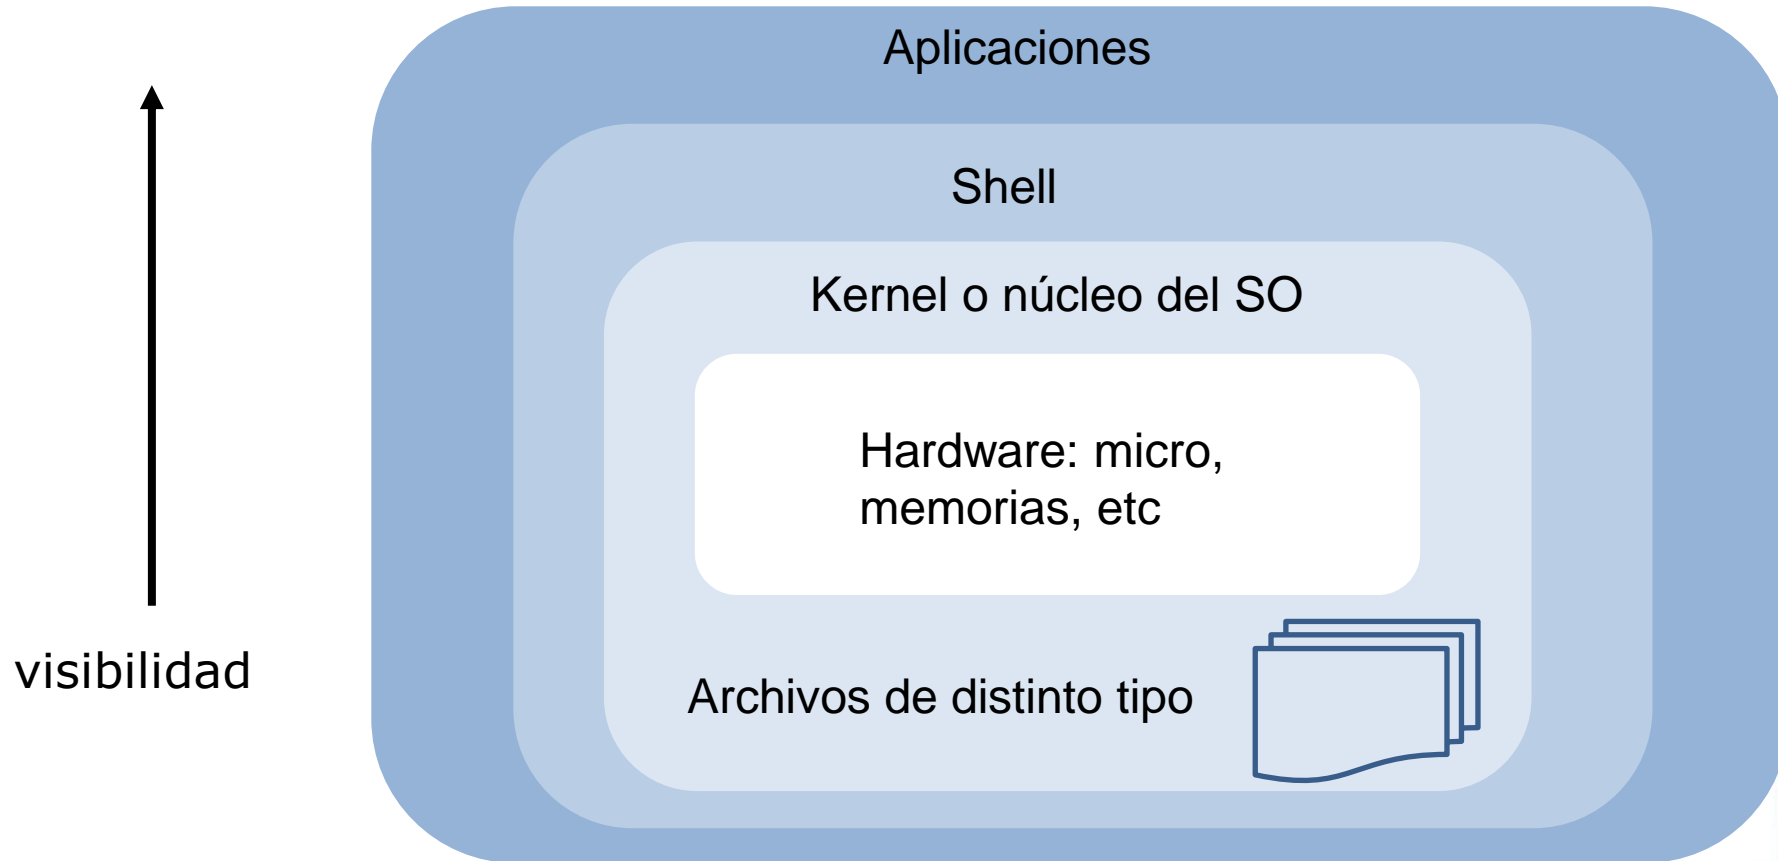 Aplicaciones
Shell
Kernel o núcleo del SO
Hardware: micro,
memorias, etc
visibilidad
Archivos de distinto tipo